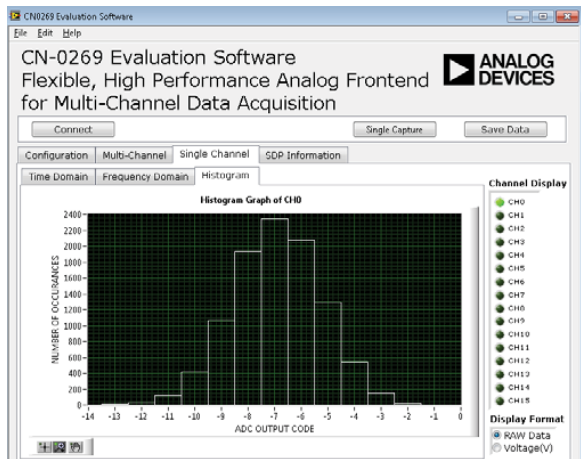 CN0269 Evaluation Software
File Edit Help
CN-0269 Evaluation Software
Flexible, High Performance Analog Frontend
for Multi-Channel Data Acquisition
ANALOG
DEVICES
Connect
Single Capture
Save Data
Configuration Multi-Channel Single Channel SDP Information
Time Domain Frequency Domain Histogram
Histogram Graph of CH0
NUMBER OF OCCURANCES
2400
2200
2000
1800
1600
1400
1200
1000
800
600
400
200
0
-14 -13 -12 -11 -10 -9 -8 -7 -6 -5 -4 -3 -2 -1 0
ADC OUTPUT CODE
Channel Display
CH0
CH1
CH2
CH3
CH4
CH5
CH6
CH7
CH8
CH9
CH10
CH11
CH12
CH13
CH14
CH15
Display Format
RAW Data
Voltage(V)